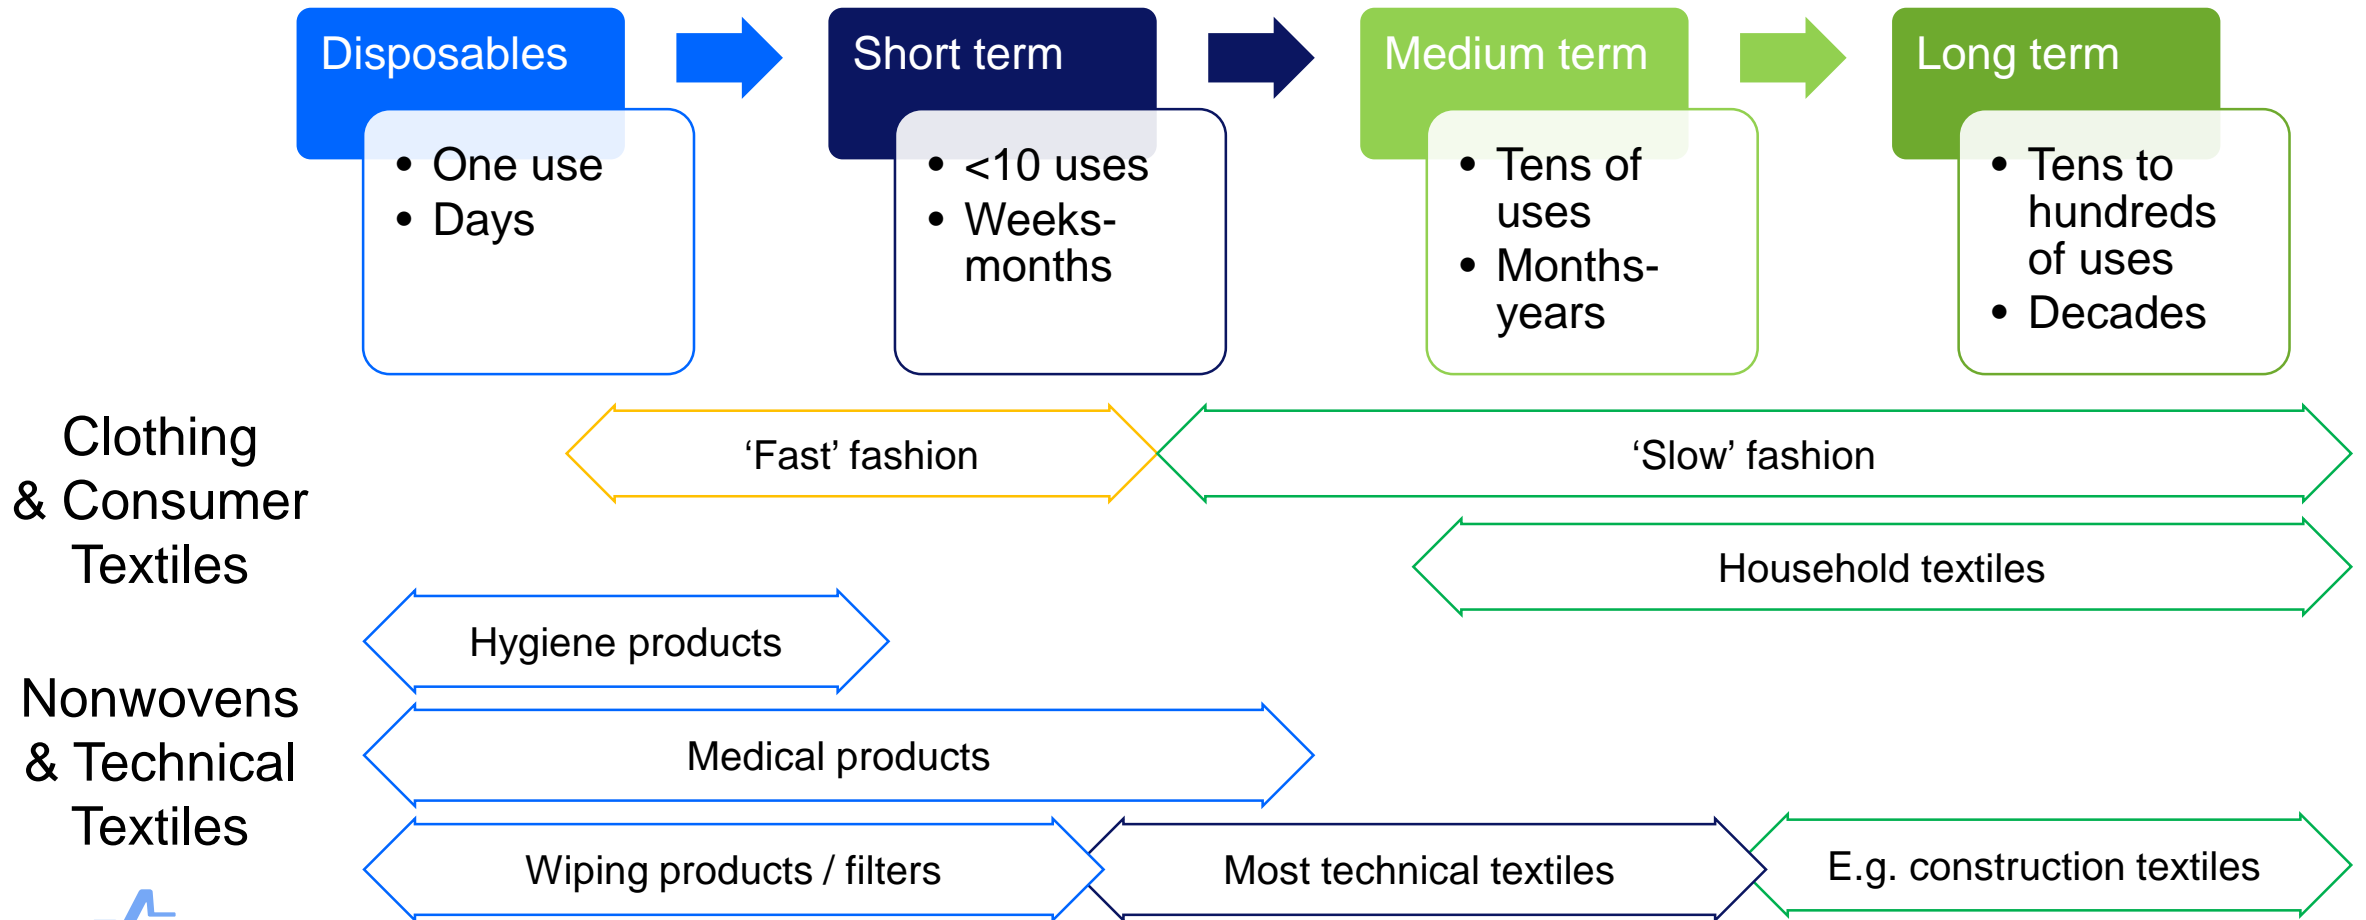 Disposables
• One use
• Days
Short term
• <10 uses
• Weeks-
months
Medium term
• Tens of
uses
• Months-
years
Long term
• Tens to
hundreds
of uses
• Decades
Clothing
& Consumer
Textiles
‘Fast’ fashion
‘Slow’ fashion
Household textiles
Nonwovens
& Technical
Textiles
Hygiene products
Medical products
Wiping products / filters
Most technical textiles
E.g. construction textiles